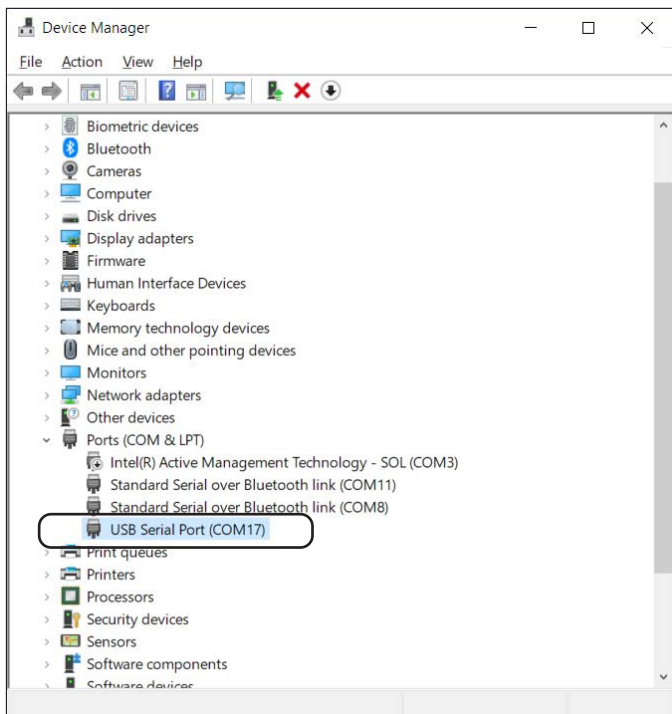 Device Manager
File Action View Help
Biometric devices
Bluetooth
Cameras
Computer
Disk drives
Display adapters
Firmware
Human Interface Devices
Keyboards
Memory technology devices
Mice and other pointing devices
Monitors
Network adapters
Other devices
Ports (COM & LPT)
Intel(R) Active Management Technology - SOL (COM3)
Standard Serial over Bluetooth link (COM11)
Standard Serial over Bluetooth link (COM8)
USB Serial Port (COM17)
Print queues
Printers
Processors
Security devices
Sensors
Software components
Software devices